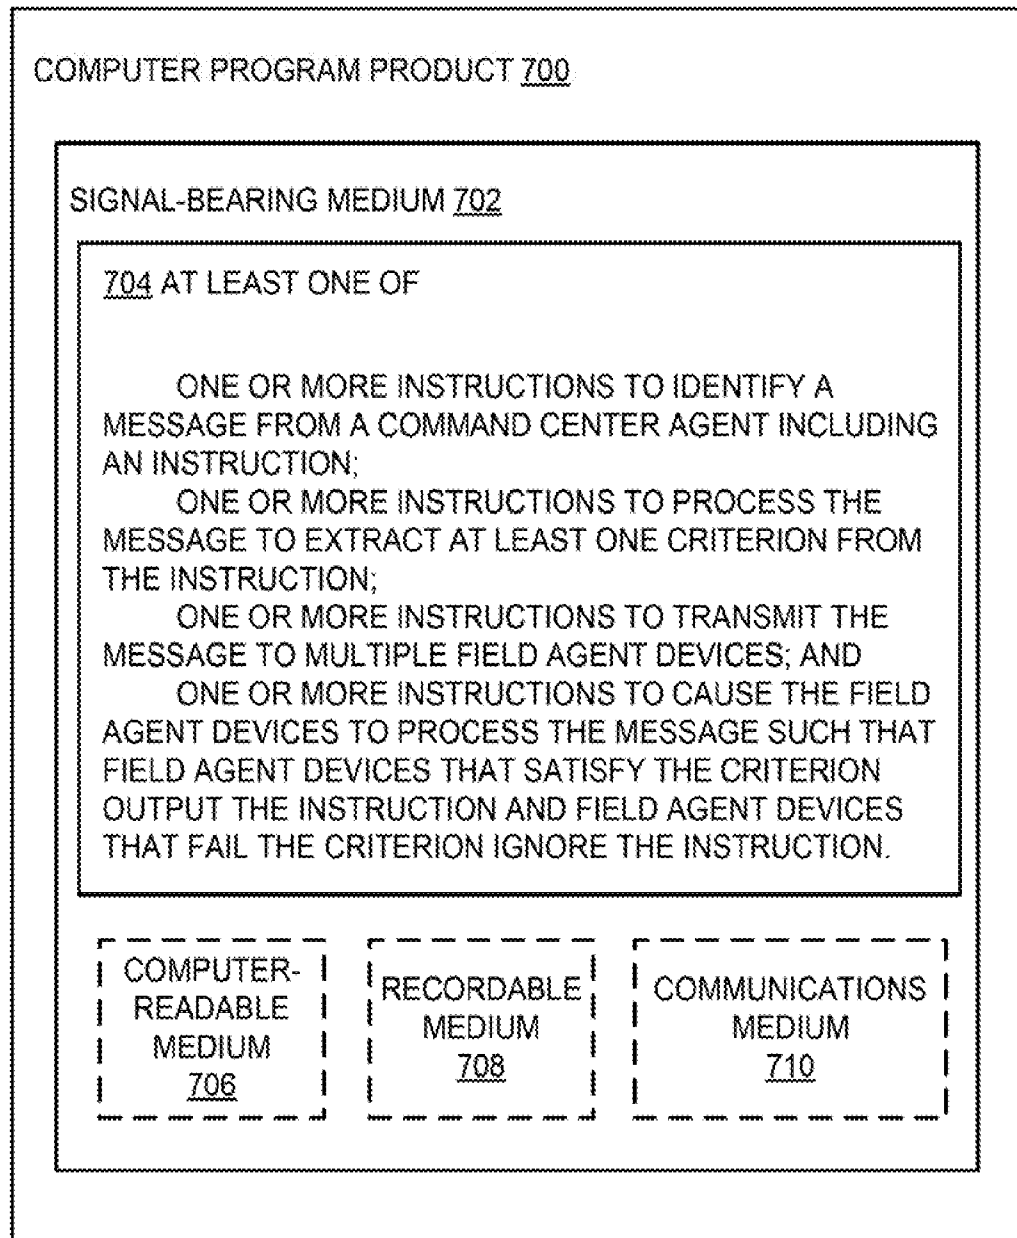 COMPUTER PROGRAM PRODUCT 700
SIGNAL-BEARING MEDIUM 702
704 AT LEAST ONE OF
ONE OR MORE INSTRUCTIONS TO IDENTIFY A
MESSAGE FROM A COMMAND CENTER AGENT INCLUDING
AN INSTRUCTION;
ONE OR MORE INSTRUCTIONS TO PROCESS THE
MESSAGE TO EXTRACT AT LEAST ONE CRITERION FROM
THE INSTRUCTION;
ONE OR MORE INSTRUCTIONS TO TRANSMIT THE
MESSAGE TO MULTIPLE FIELD AGENT DEVICES; AND
ONE OR MORE INSTRUCTIONS TO CAUSE THE FIELD
AGENT DEVICES TO PROCESS THE MESSAGE SUCH THAT
FIELD AGENT DEVICES THAT SATISFY THE CRITERION
OUTPUT THE INSTRUCTION AND FIELD AGENT DEVICES
THAT FAIL THE CRITERION IGNORE THE INSTRUCTION.
COMPUTER-
READABLE
MEDIUM
706
RECORDABLE
MEDIUM
708
COMMUNICATIONS
MEDIUM
710